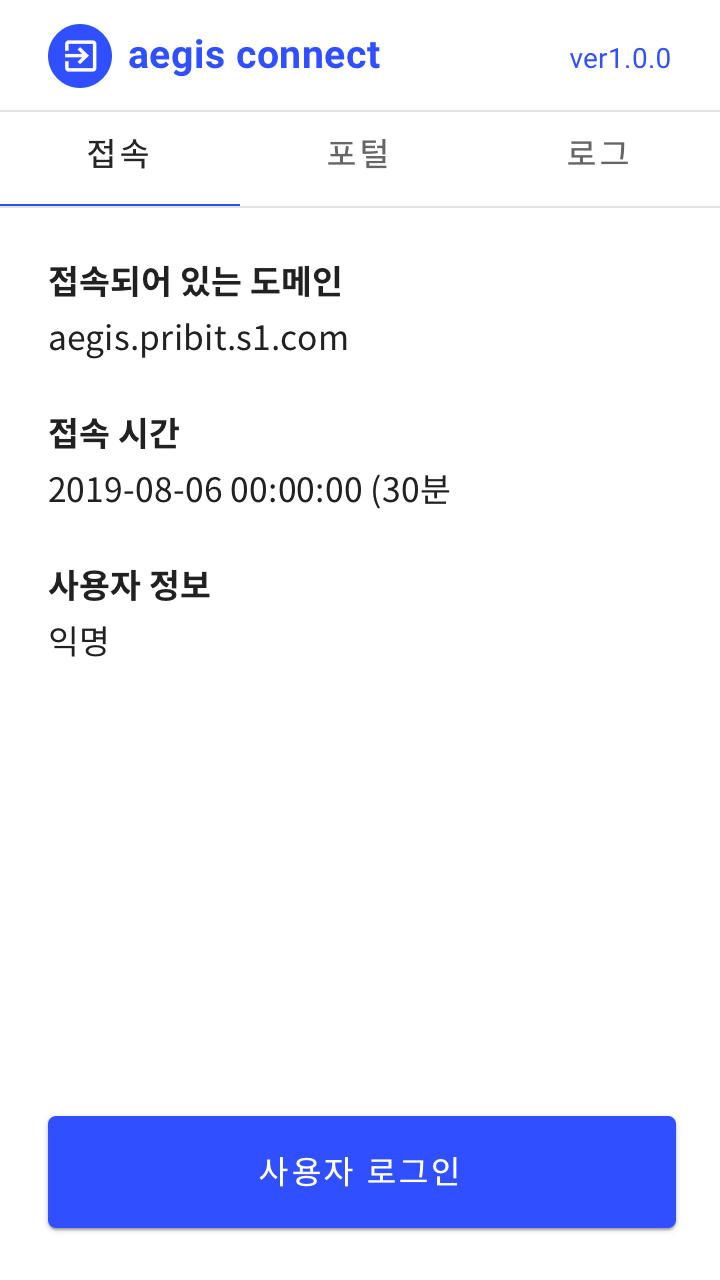 aegis connect
ver1.0.0
접속
포털
로그
접속되어 있는 도메인
aegis.pribit.s1.com
접속 시간
2019-08-06 00:00:00 (30분
사용자 정보
익명
사용자 로그인